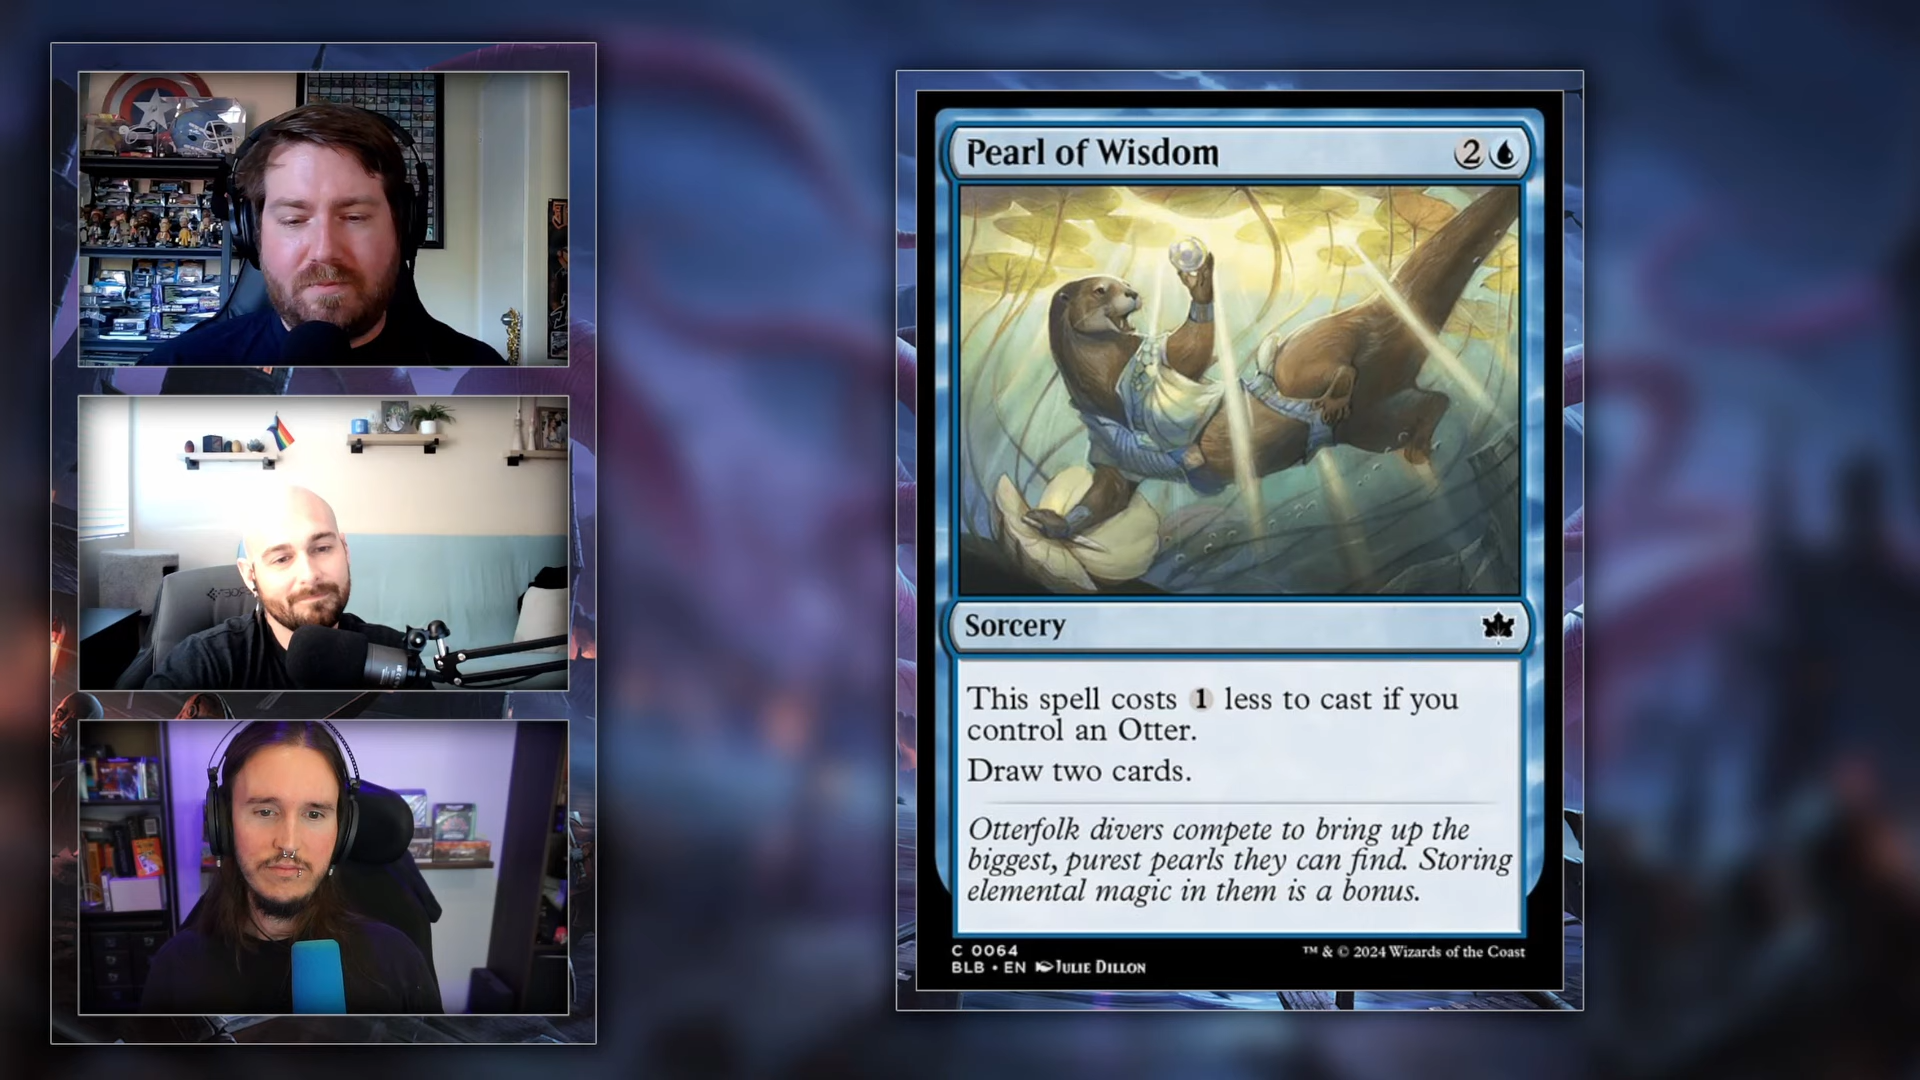 Pearl of Wisdom 2
Sorcery
This spell costs 1 less to cast if you
control an Otter.
Draw two cards.
Otterfolk divers compete to bring up the
biggest, purest pearls they can find. Storing
elemental magic in them is a bonus.
C 0064
BLB • EN JULIE DILLON
™ & © 2024 Wizards of the Coast